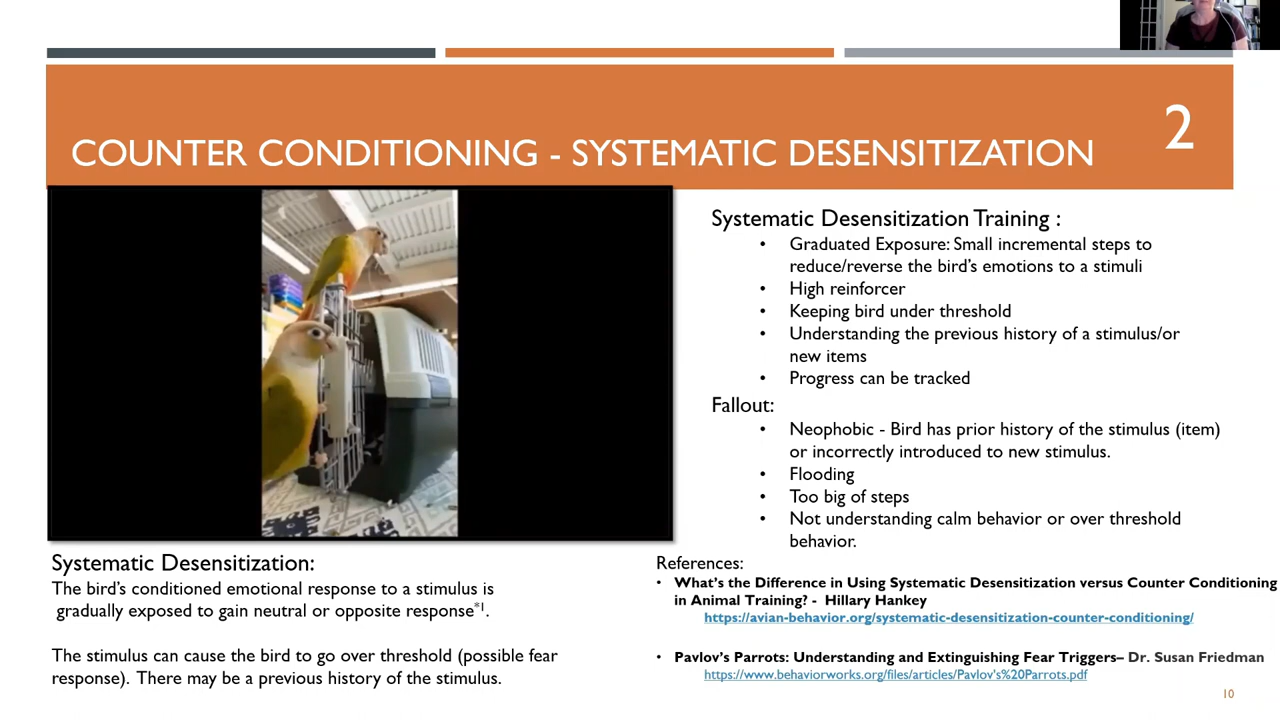 2
COUNTER CONDITIONING - SYSTEMATIC DESENSITIZATION
Systematic Desensitization Training :
• Graduated Exposure: Small incremental steps to
reduce/reverse the bird's emotions to a stimuli
• High reinforcer
• Keeping bird under threshold
• Understanding the previous history of a stimulus/or
new items
• Progress can be tracked
Fallout:
• Neophobic - Bird has prior history of the stimulus (item)
or incorrectly introduced to new stimulus.
• Flooding
• Too big of steps
• Not understanding calm behavior or over threshold
behavior.
Systematic Desensitization:
The bird's conditioned emotional response to a stimulus is
gradually exposed to gain neutral or opposite response*1.
The stimulus can cause the bird to go over threshold (possible fear
response). There may be a previous history of the stimulus.
References:
• What's the Difference in Using Systematic Desensitization versus Counter Conditioning
in Animal Training? - Hillary Hankey
https://avian-behavior.org/systematic-desensitization-counter-conditioning/
• Pavlov's Parrots: Understanding and Extinguishing Fear Triggers– Dr. Susan Friedman
https://www.behaviorworks.org/files/articles/Pavlov's%20Parrots.pdf
10